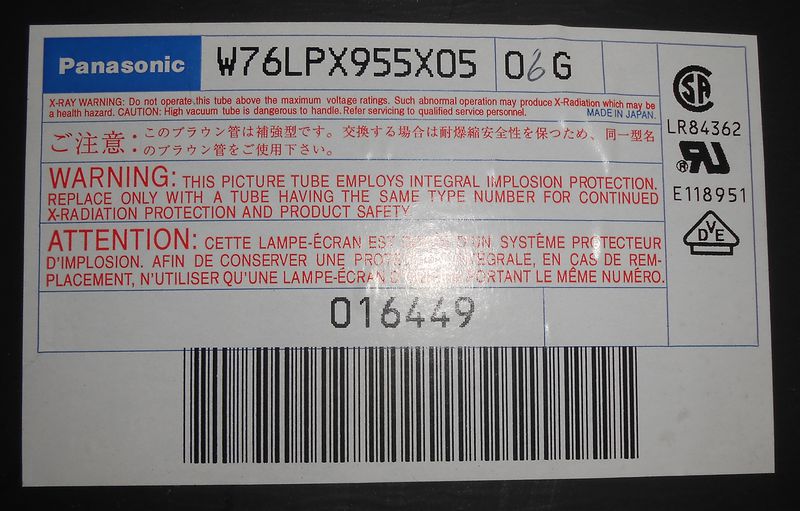 Panasonic
W76LPX955X05
06G
X-RAY WARNING: Do not operate this tube above the maximum voltage ratings. Such abnormal operation may produce X-Radiation which may be
a health hazard. CAUTION: High vacuum tube is dangerous to handle. Refer servicing to qualified service personnel.
MADE IN JAPAN.
ご注意: このブラウン管は補強型です。交換する場合は耐爆縮安全性を保つため、同一型名
のブラウン管をご使用下さい。
WARNING: THIS PICTURE TUBE EMPLOYS INTEGRAL IMPLOSION PROTECTION.
REPLACE ONLY WITH A TUBE HAVING THE SAME TYPE NUMBER FOR CONTINUED
X-RADIATION PROTECTION AND PRODUCT SAFETY.
ATTENTION: CETTE LAMPE-ÉCRAN EST D'UN SYSTÉME PROTECTEUR
D'IMPLOSION. AFIN DE CONSERVER UNE INTÉGRALE, EN CAS DE REM-
PLACEMENT, N'UTILISER QU'UNE LAMPE-ÉCRAN PORTANT LE MÊME NUMÉRO.
016449
SA
LR84362
®RU
E118951
DVE